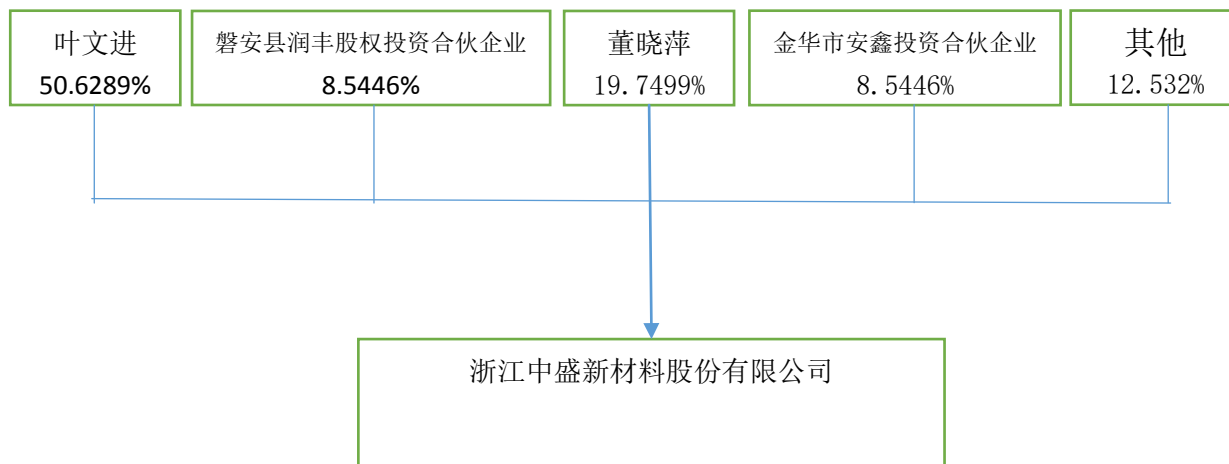 叶文进
50.6289%
磐安县润丰股权投资合伙企业
8.5446%
董晓萍
19.7499%
金华市安鑫投资合伙企业
8.5446%
其他
12.532%
浙江中盛新材料股份有限公司